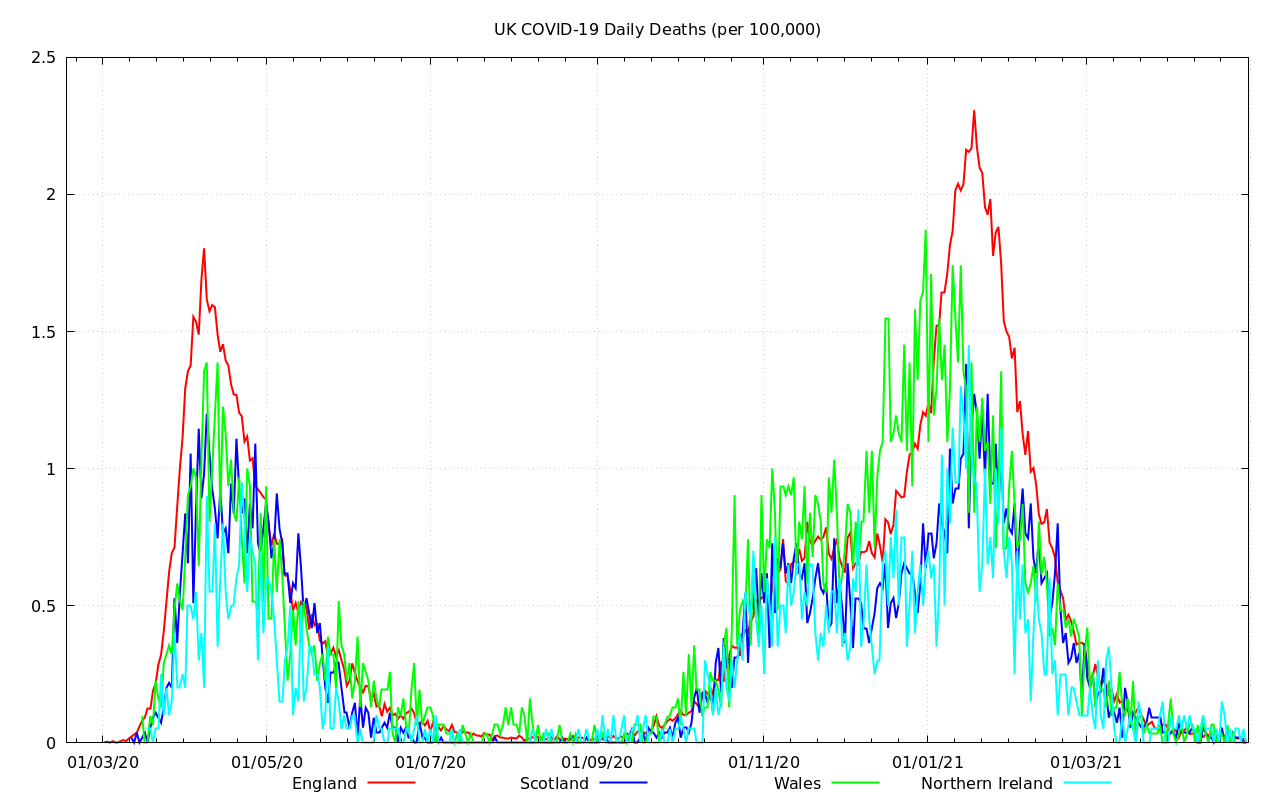 UK COVID-19 Daily Deaths (per 100,000)
2.5
2
1.5
1
0.5
0
01/03/20 01/05/20 01/07/20 01/09/20 01/11/20 01/01/21 01/03/21
England Scotland Wales Northern Ireland